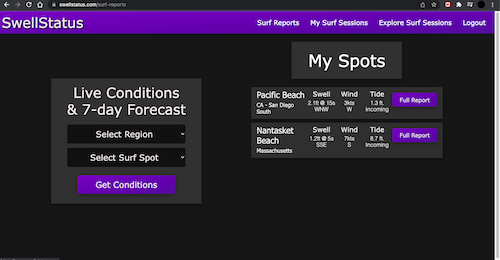 swellstatus.com/surf-reports
SwellStatus
Surf Reports
My Surf Sessions
Explore Surf Sessions
Logout
Live Conditions
& 7-day Forecast
Select Region
Select Surf Spot
Get Conditions
My Spots
Pacific Beach
CA - San Diego
South
Swell
2.1ft @ 15s
WNW
Wind
3kts
W
Tide
1.3 ft.
Incoming
Full Report
Nantasket
Beach
Massachusetts
Swell
1.2ft @ 5s
SSE
Wind
7kts
S
Tide
8.7 ft.
Incoming
Full Report